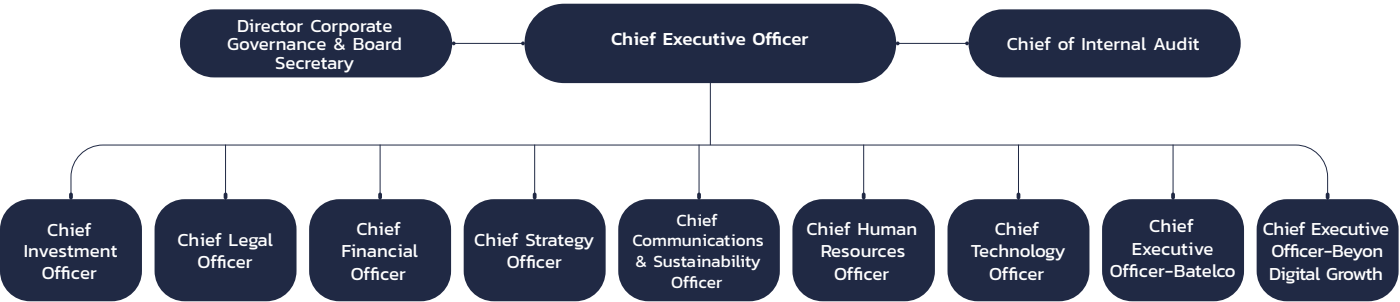 Director Corporate
Governance & Board
Secretary
Chief Executive Officer
Chief of Internal Audit
Chief
Investment
Officer
Chief Legal
Officer
Chief
Financial
Officer
Chief Strategy
Officer
Chief
Communications
& Sustainability
Officer
Chief Human
Resources
Officer
Chief
Technology
Officer
Chief
Executive
Officer-Batelco
Chief Executive
Officer-Beyon
Digital Growth